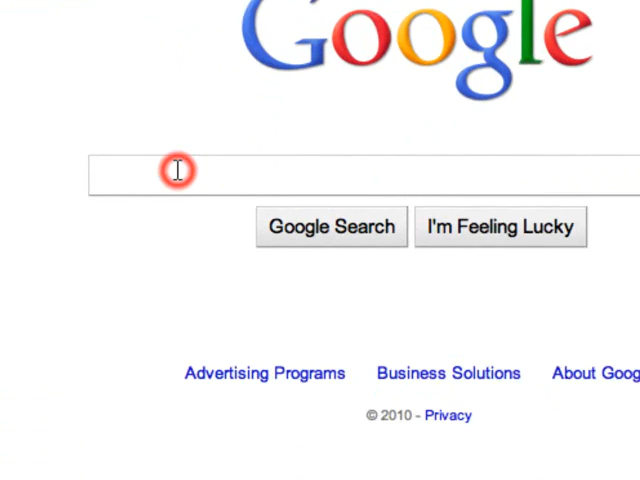 Google
Google Search I'm Feeling Lucky
Advertising Programs Business Solutions About Goog
© 2010 - Privacy